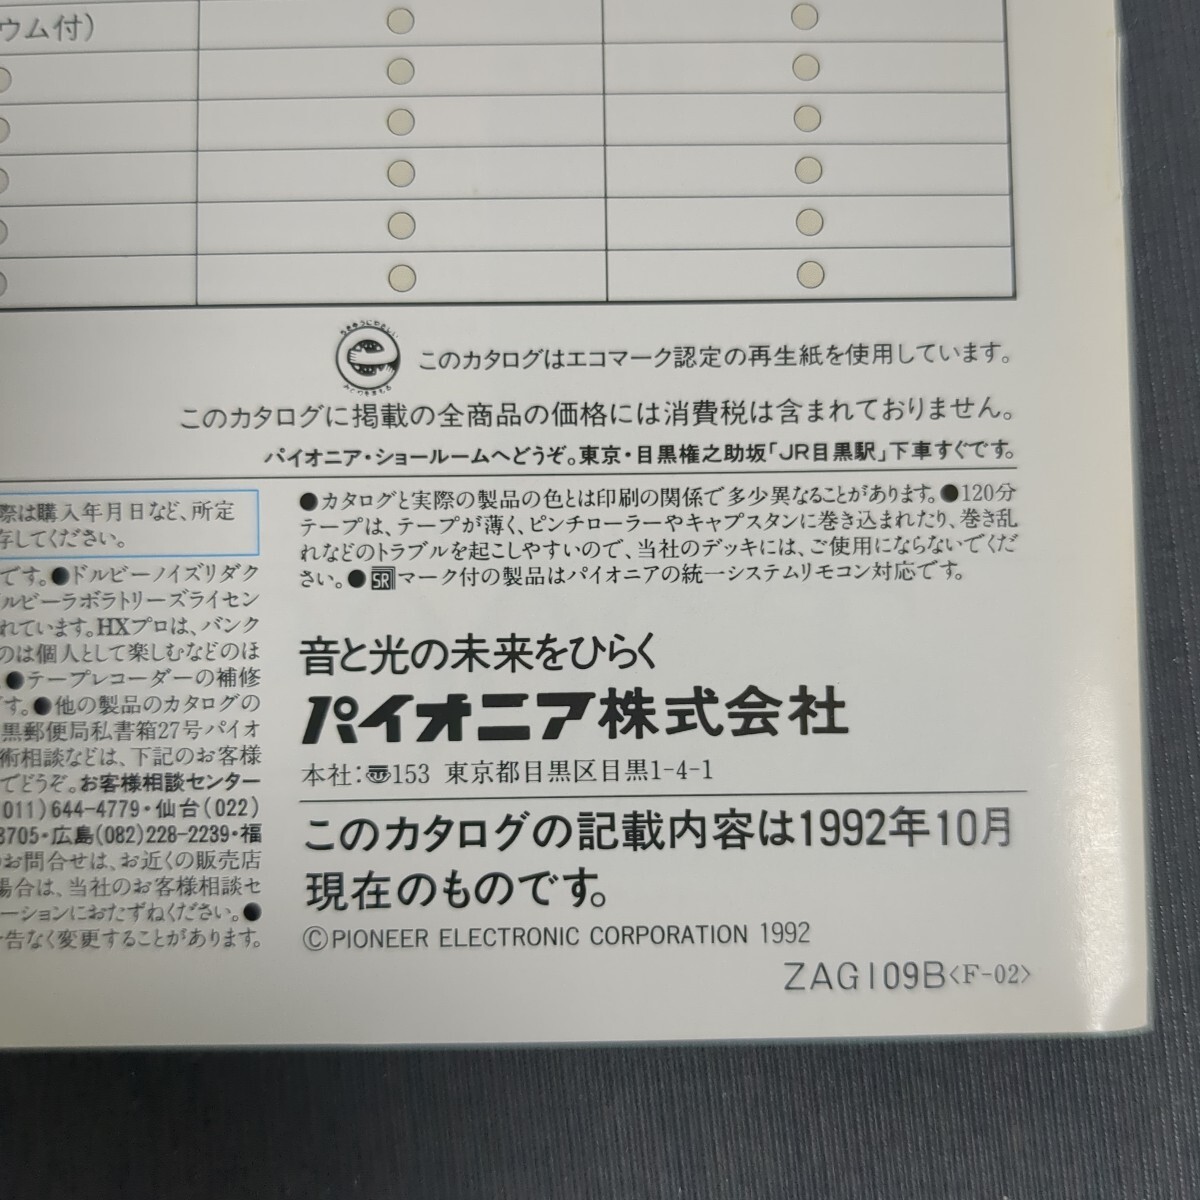 ウム付)
ちきゅうにやさしい
このカタログはエコマーク認定の再生紙を使用しています。
このカタログに掲載の全商品の価格には消費税は含まれておりません。
パイオニア・ショールームへどうぞ。東京・目黒権之助坂「JR目黒駅」下車すぐです。
際は購入年月日など、所定
存してください。
です。●ドルビーノイズリダク
ルビーラボラトリーズライセン
れています。HXプロは、バンク
のは個人として楽しむなどのほ
●テープレコーダーの補修
す。●他の製品のカタログの
黒郵便局私書箱27号パイオ
術相談などは、下記のお客様
でどうぞ。お客様相談センター
011)644-4779・仙台(022)
8705・広島(082)228-2239・福
のお問合せは、お近くの販売店
場合は、当社のお客様相談セ
ーションにおたずねください。●
告なく変更することがあります。
●カタログと実際の製品の色とは印刷の関係で多少異なることがあります。●120分
テープは、テープが薄く、ピンチローラーやキャプスタンに巻き込まれたり、巻き乱
れなどのトラブルを起こしやすいので、当社のデッキには、ご使用にならないでくだ
さい。●SRマーク付の製品はパイオニアの統一システムリモコン対応です。
音と光の未来をひらく
パイオニア株式会社
本社:〠153 東京都目黒区目黒1-4-1
このカタログの記載内容は1992年10月
現在のものです。
©PIONEER ELECTRONIC CORPORATION 1992
ZAG109B<F-02>